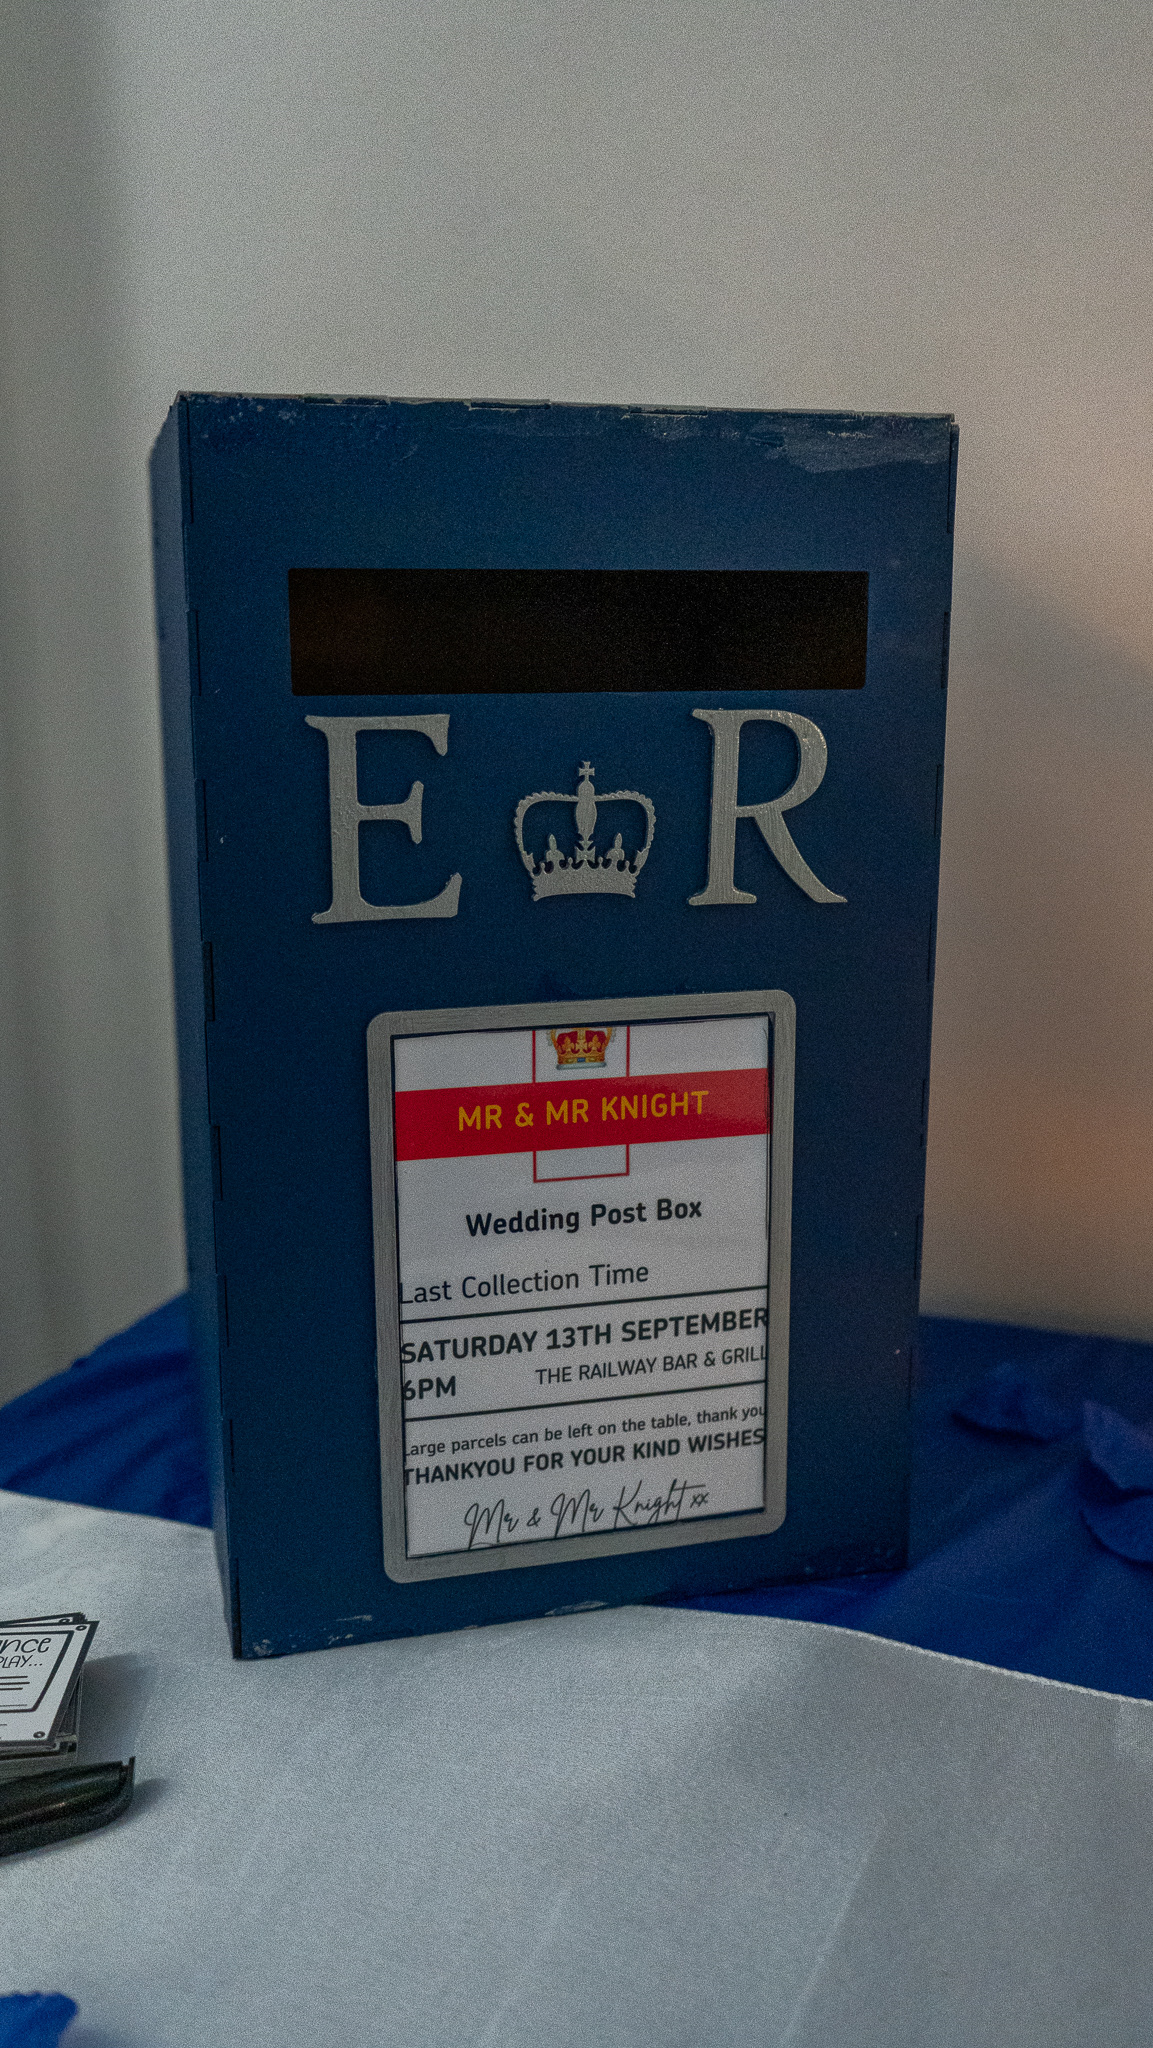 E R
MR & MR KNIGHT
Wedding Post Box
Last Collection Time
SATURDAY 13TH SEPTEMBER
6PM THE RAILWAY BAR & GRILL
Large parcels can be left on the table, thank you
THANKYOU FOR YOUR KIND WISHES
Mr & Mr Knight xx
PLAY...